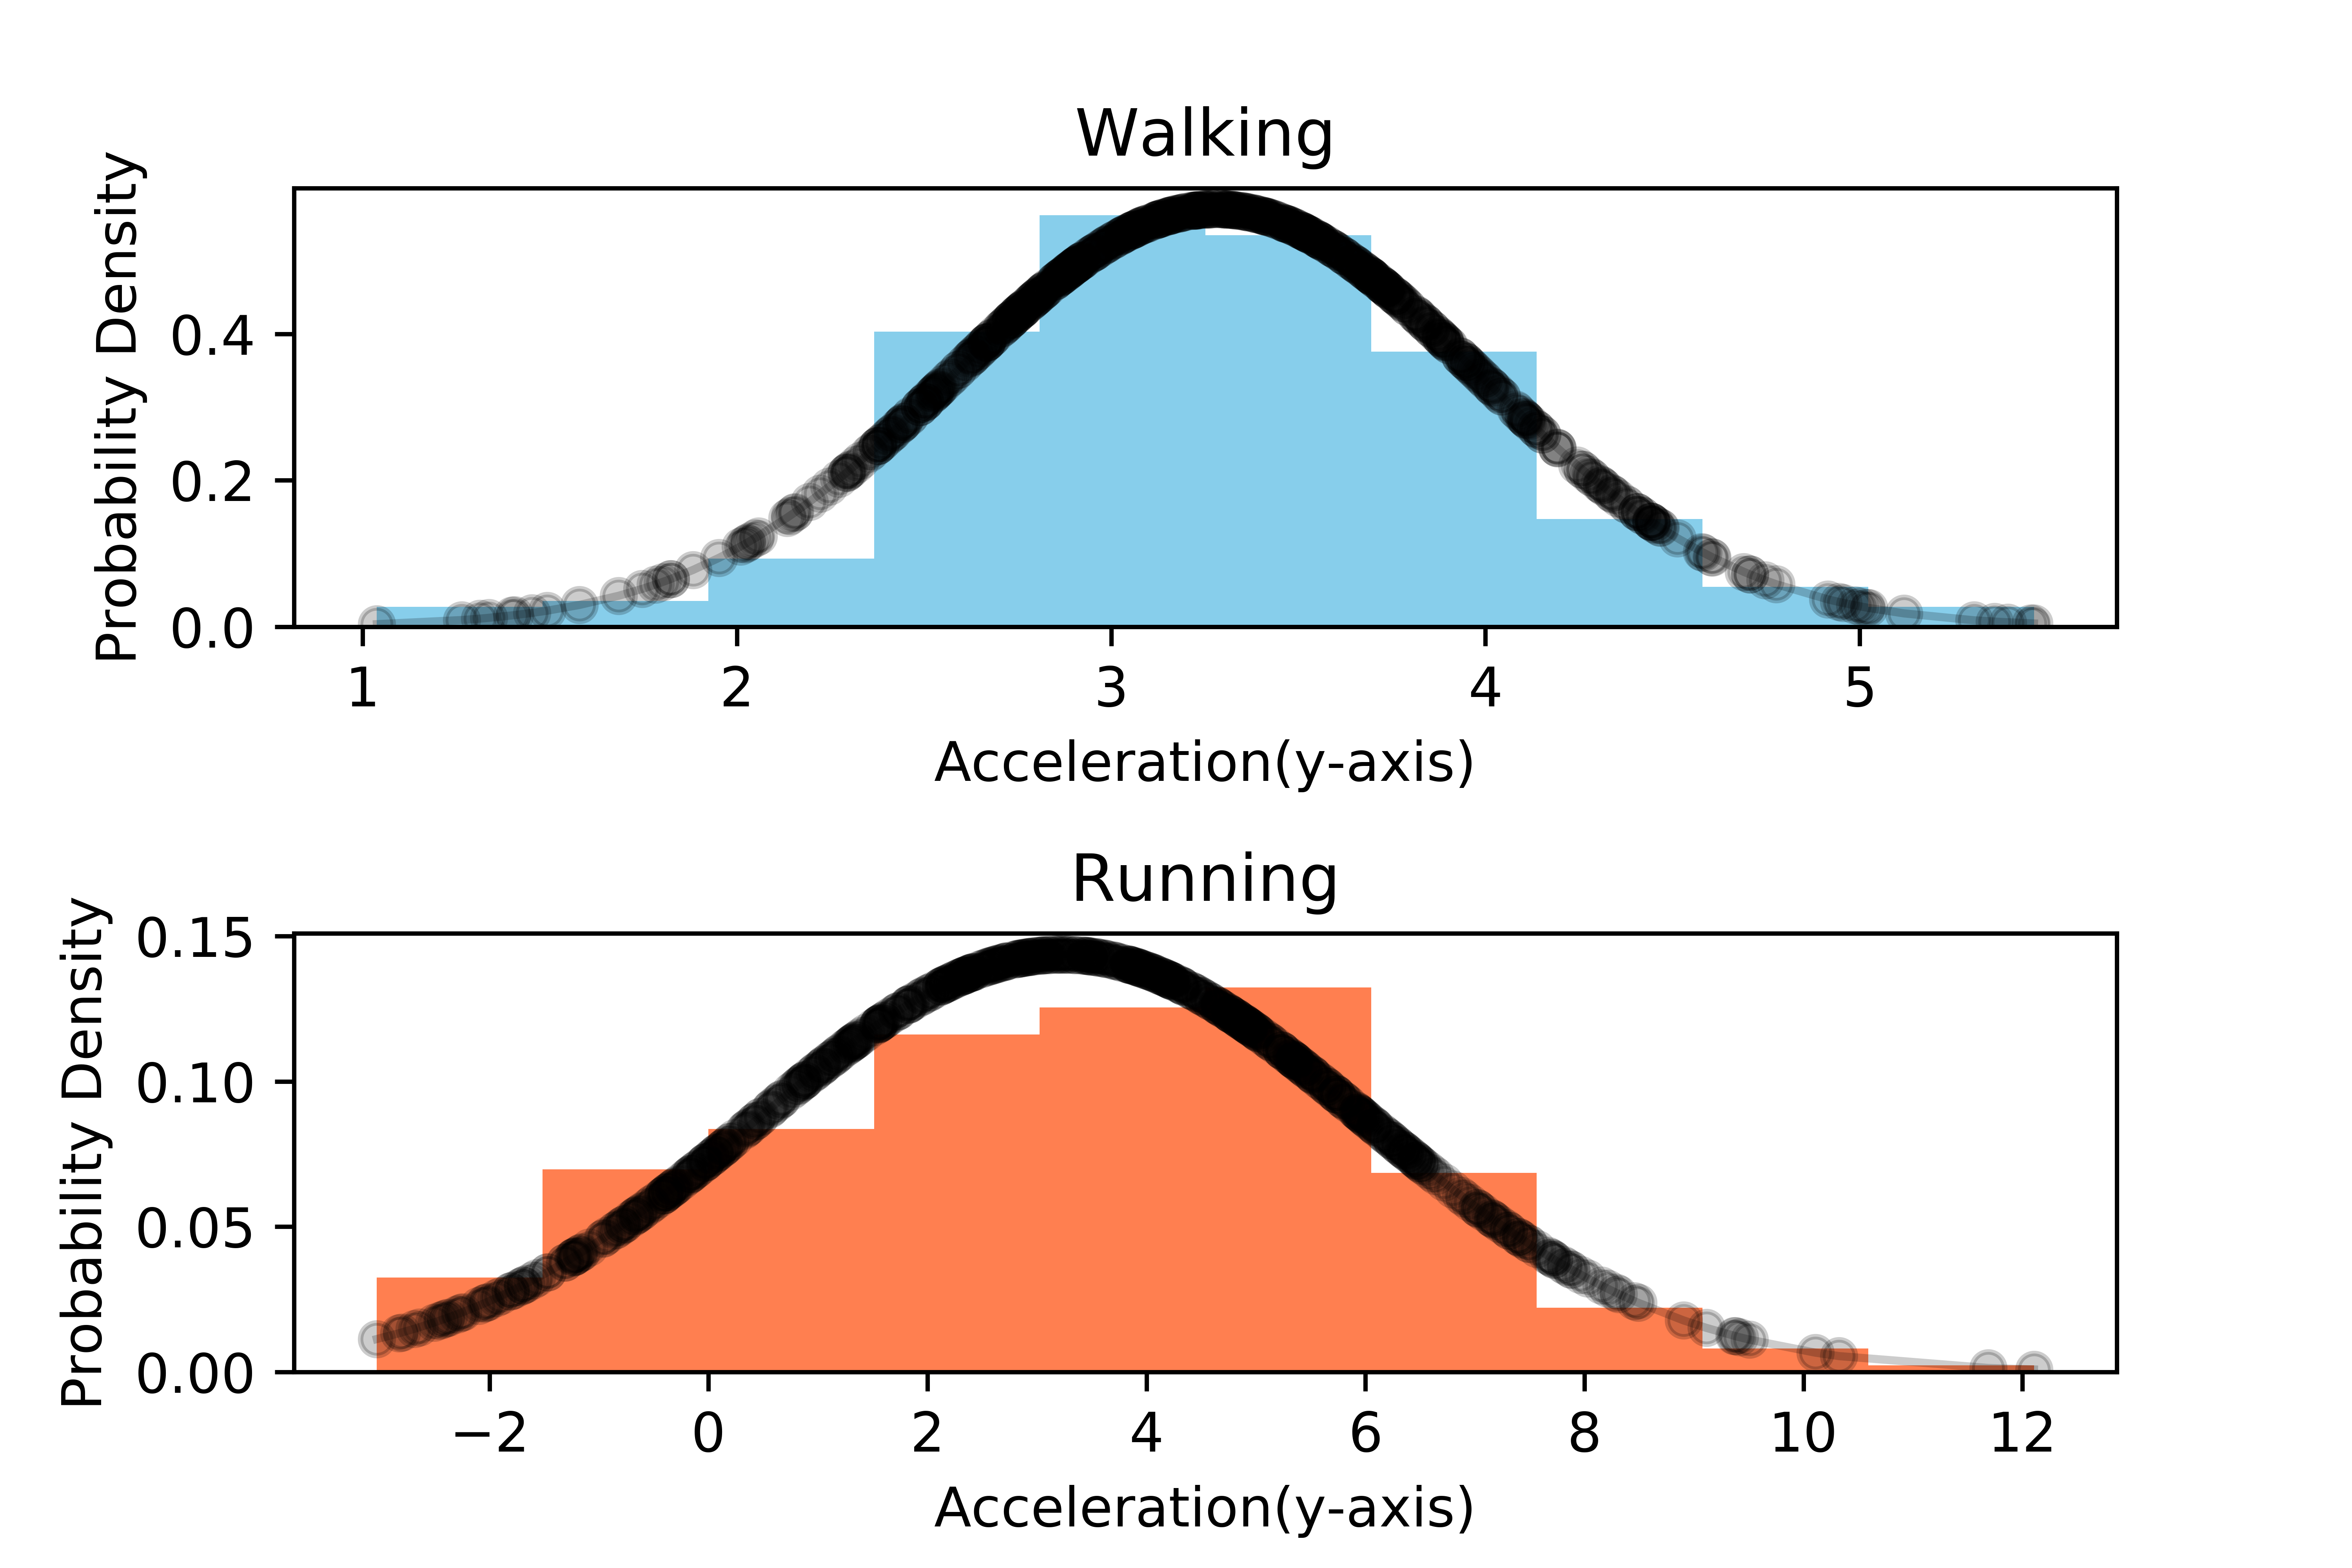 Walking
Probability Density
0.4
0.2
0.0
1 2 3 4 5
Acceleration(y-axis)
Running
Probability Density
0.15
0.10
0.05
0.00
−2 0 2 4 6 8 10 12
Acceleration(y-axis)